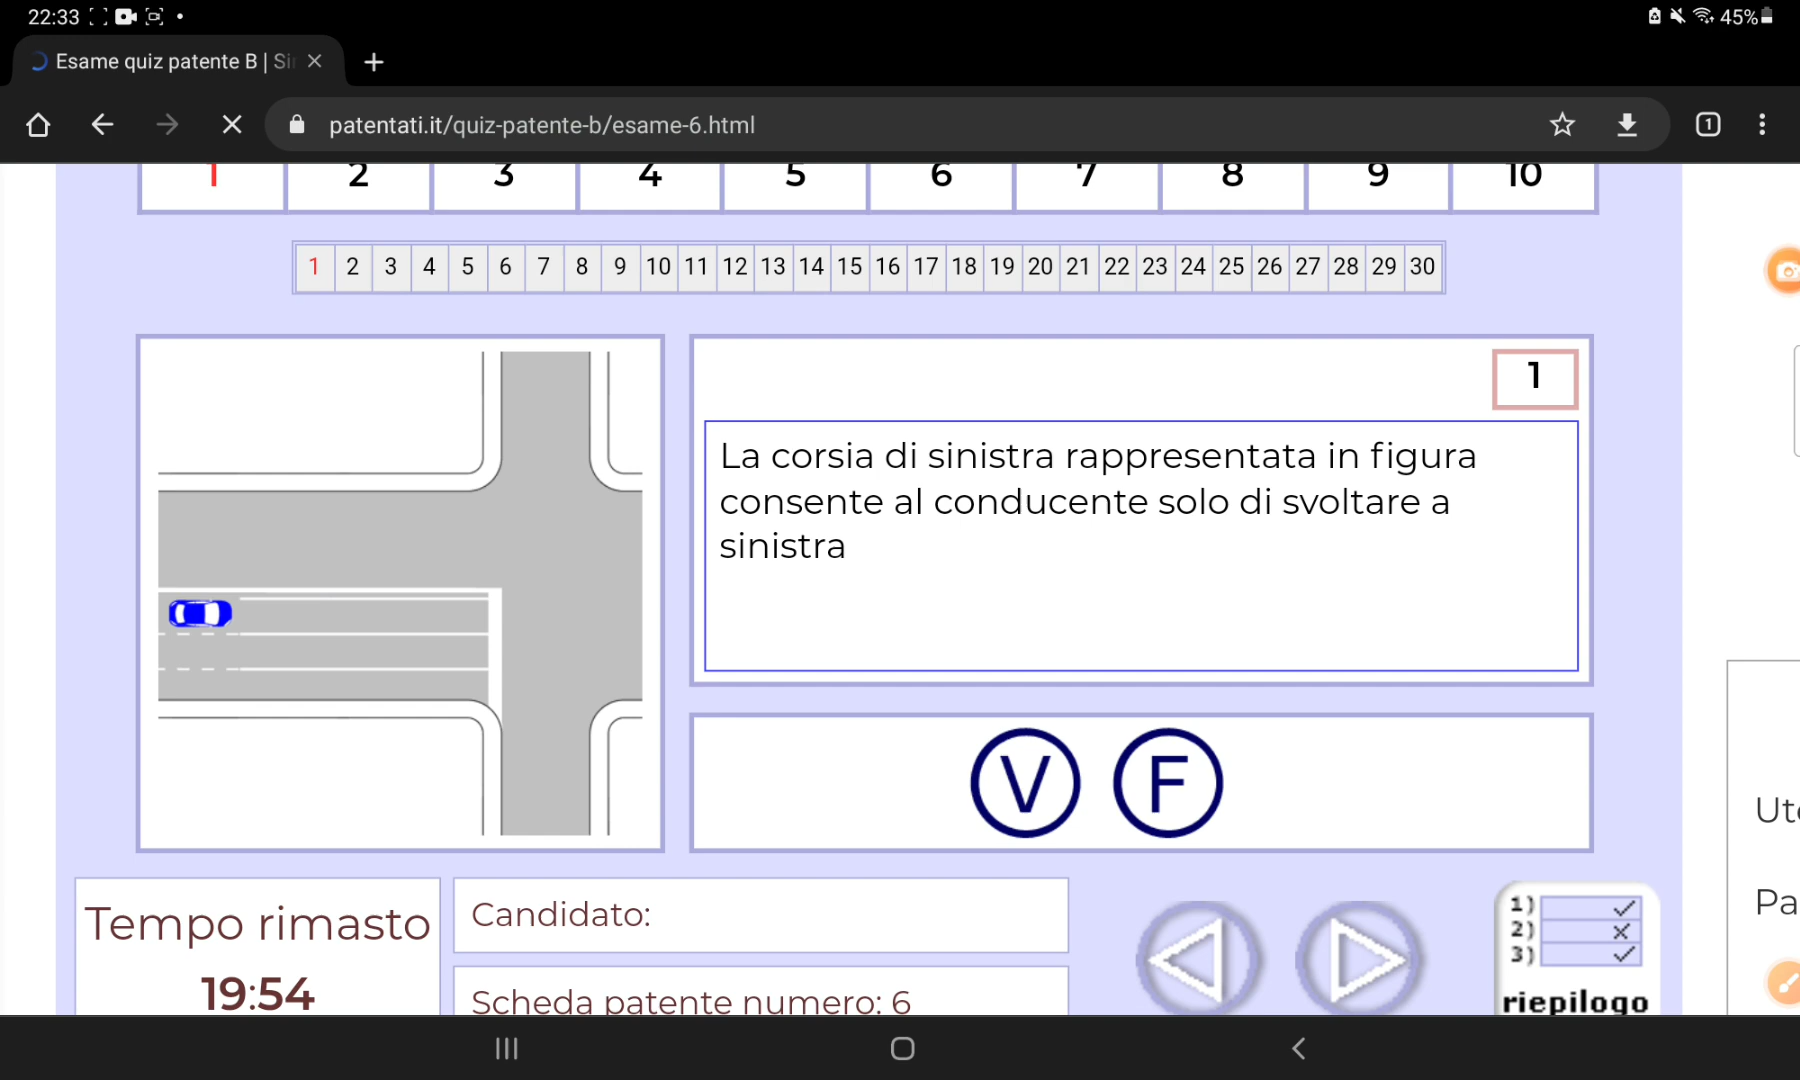 22:33 45%
Esame quiz patente B | Si
patentati.it/quiz-patente-b/esame-6.html 1
1 2 3 4 5 6 7 8 9 10
1 2 3 4 5 6 7 8 9 10 11 12 13 14 15 16 17 18 19 20 21 22 23 24 25 26 27 28 29 30
1
La corsia di sinistra rappresentata in figura
consente al conducente solo di svoltare a
sinistra
V F
Ute
Pa
Tempo rimasto
19:54
Candidato:
Scheda patente numero: 6
1)
2)
3)
riepilogo